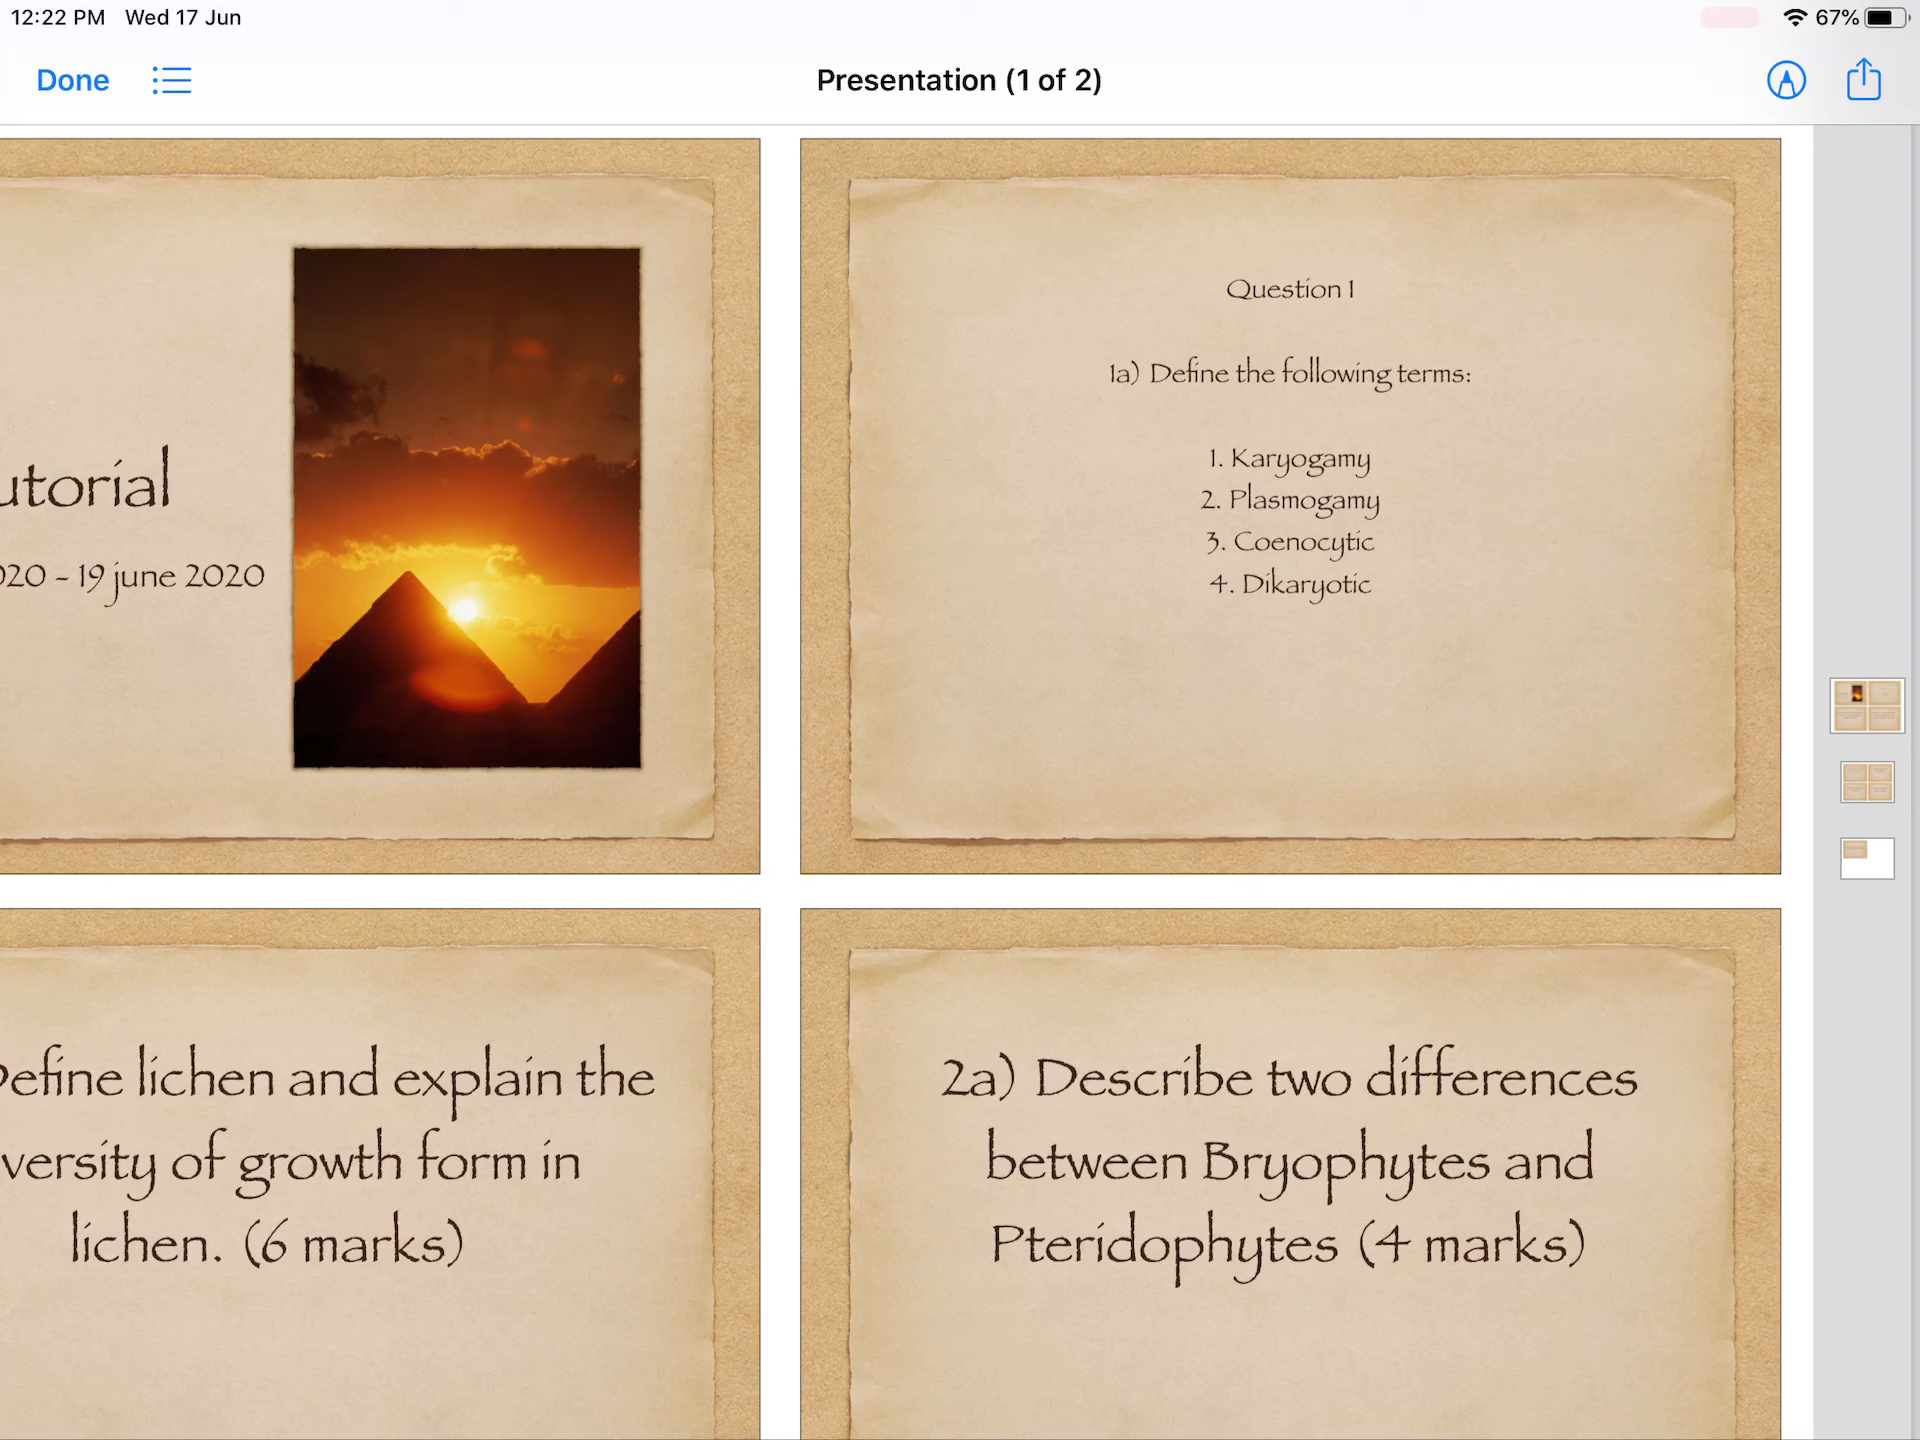 12:22 PM Wed 17 Jun
67%
Done
Presentation (1 of 2)
utorial
020 - 19 june 2020
Question 1
1a) Define the following terms:
1. Karyogamy
2. Plasmogamy
3. Coenocytic
4. Dikaryotic
Define lichen and explain the
versity of growth form in
lichen. (6 marks)
2a) Describe two differences
between Bryophytes and
Pteridophytes (4 marks)